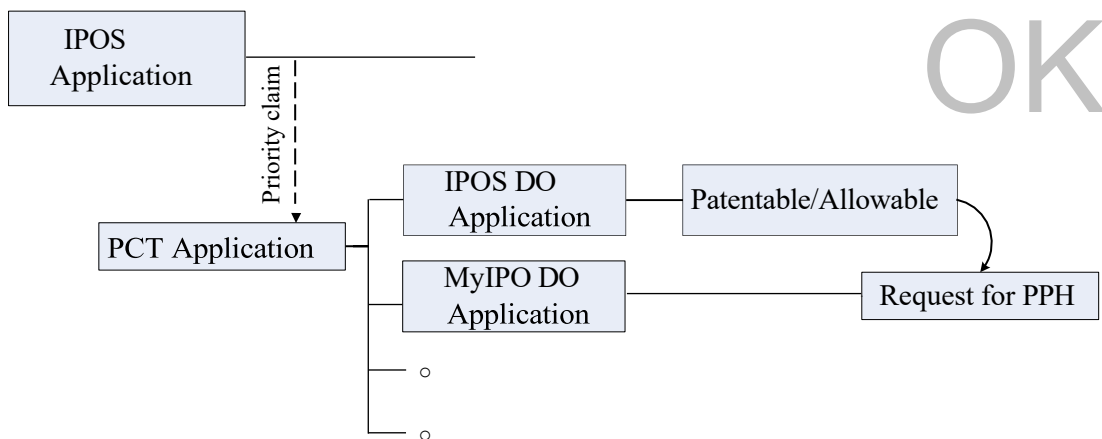 IPOS
Application
OK
Priority claim
IPOS DO
Application
Patentable/Allowable
PCT Application
MyIPO DO
Application
Request for PPH